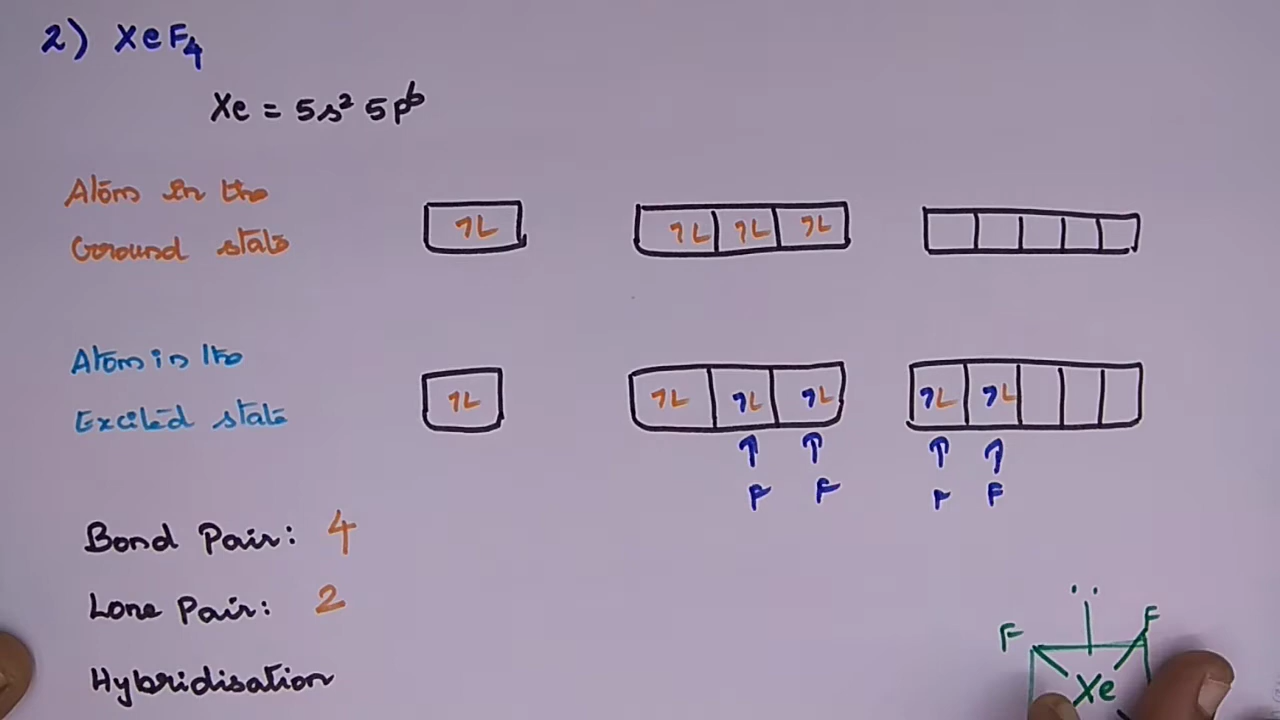 2) XeF₄
Xe = 5s² 5p⁶
Atom in the
Ground state
↿⇂ ↿⇂ ↿⇂ ↿⇂
Atom in the
Excited state
↿⇂ ↿⇂ ↿⇂ ↿⇂ ↿⇂ ↿⇂
↑ ↑ ↑ ↑
F F F F
Bond Pair: 4
Lone Pair: 2
Hybridisation
F F
Xe